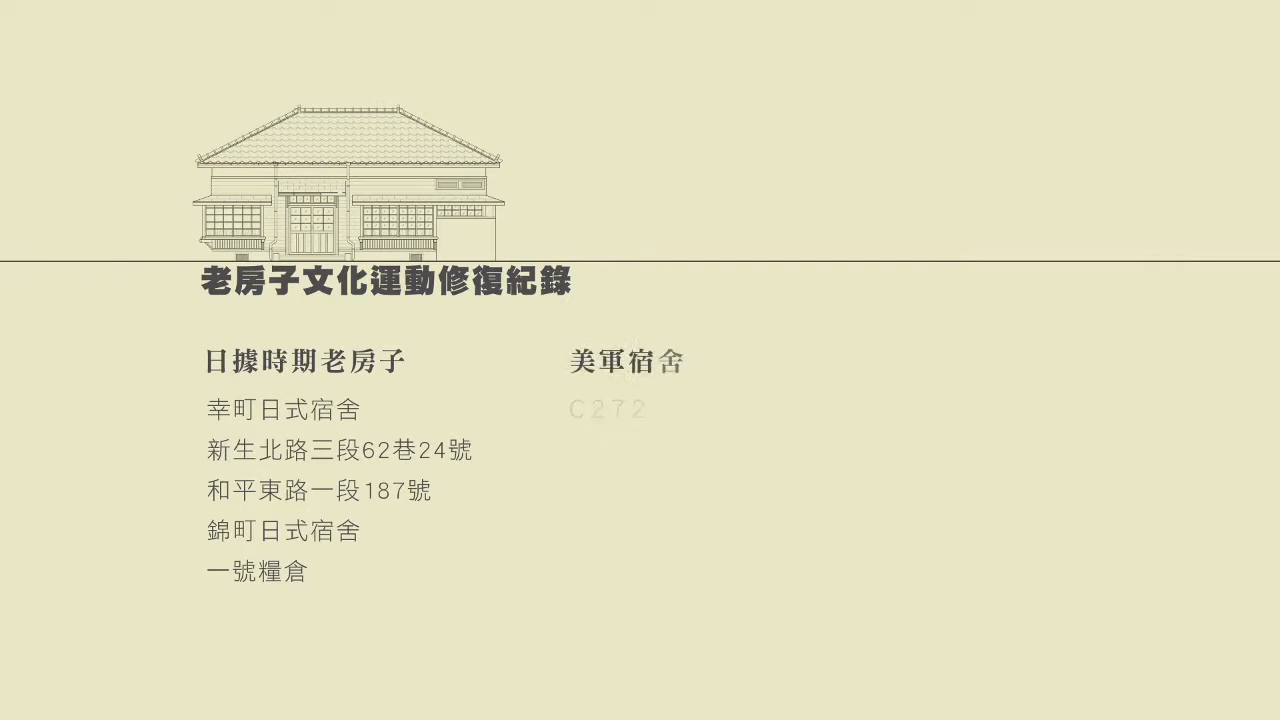 老房子文化運動修復紀錄
日據時期老房子
幸町日式宿舍
新生北路三段62巷24號
和平東路一段187號
錦町日式宿舍
一號糧倉
美軍宿舍
C272